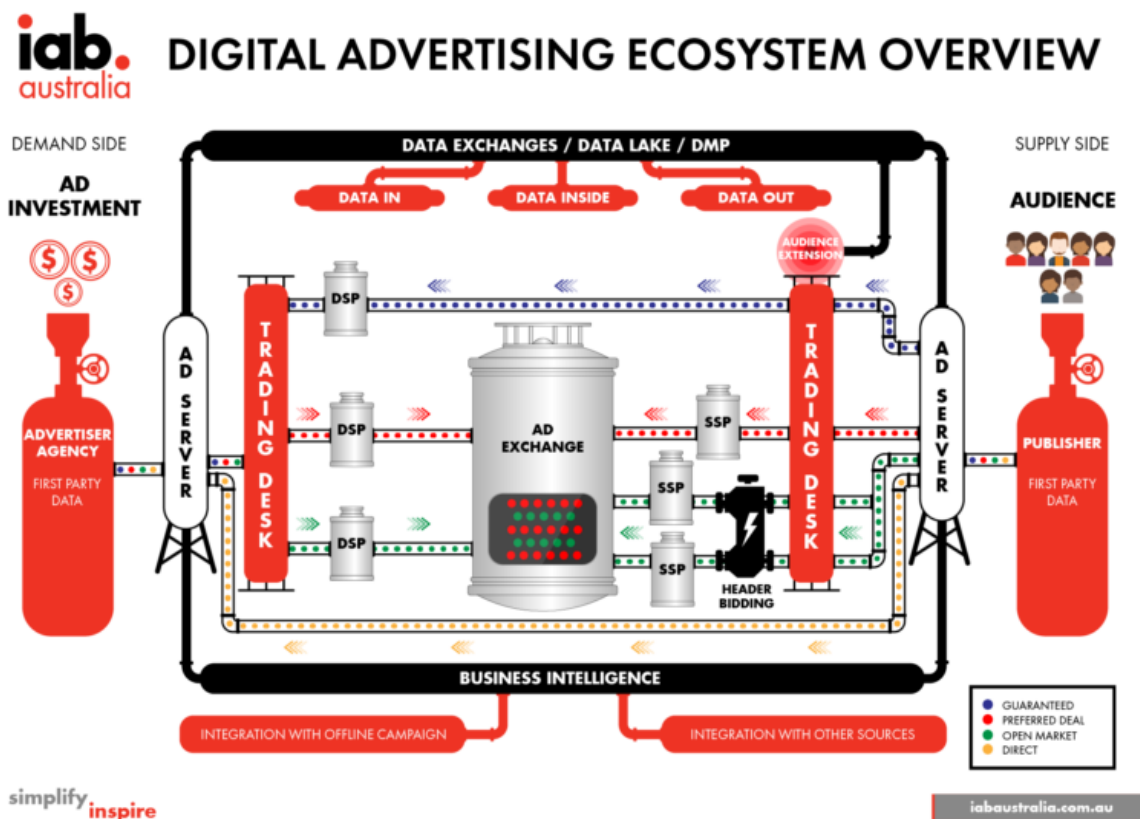 iab.
australia
DIGITAL ADVERTISING ECOSYSTEM OVERVIEW
DEMAND SIDE
AD
INVESTMENT
$ $
$
ADVERTISER
AGENCY
FIRST PARTY
DATA
AD SERVER
DATA EXCHANGES / DATA LAKE / DMP
DATA IN
DATA INSIDE
DATA OUT
AUDIENCE
EXTENSION
TRADING DESK
DSP
DSP
DSP
AD
EXCHANGE
SSP
SSP
SSP
HEADER
BIDDING
TRADING DESK
AD SERVER
SUPPLY SIDE
AUDIENCE
PUBLISHER
FIRST PARTY
DATA
BUSINESS INTELLIGENCE
INTEGRATION WITH OFFLINE CAMPAIGN
INTEGRATION WITH OTHER SOURCES
GUARANTEED
PREFERRED DEAL
OPEN MARKET
DIRECT
simplify
inspire
iabaustralia.com.au